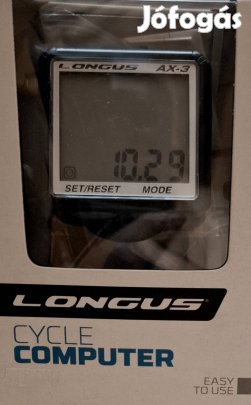 Jófogás
LONGUS AX-3
10.29
SET/RESET MODE
LONGUS
CYCLE
COMPUTER
EASY
TO USE